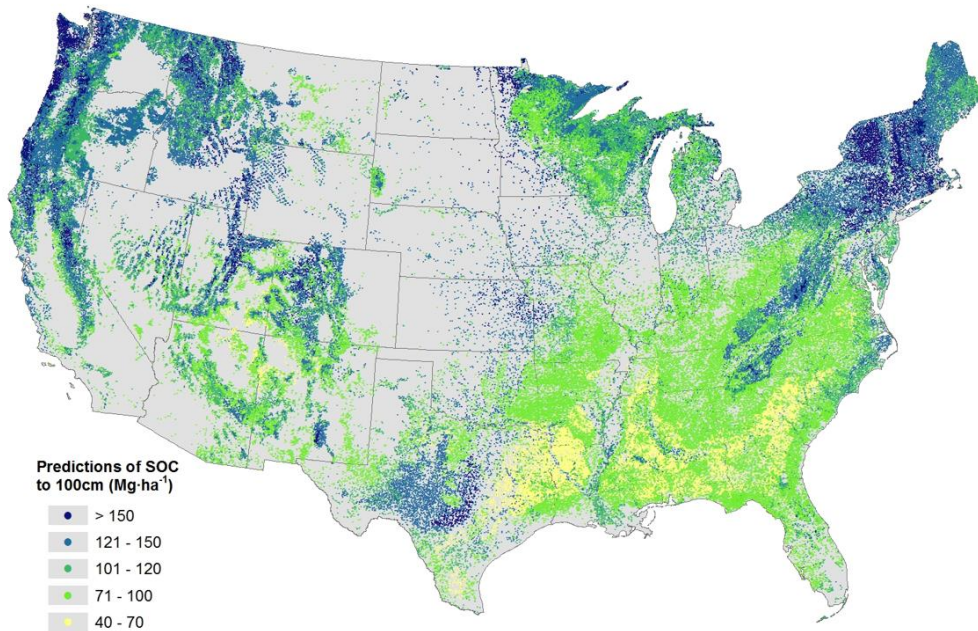 Predictions of SOC
to 100cm (Mg·ha⁻¹)
> 150
121 - 150
101 - 120
71 - 100
40 - 70